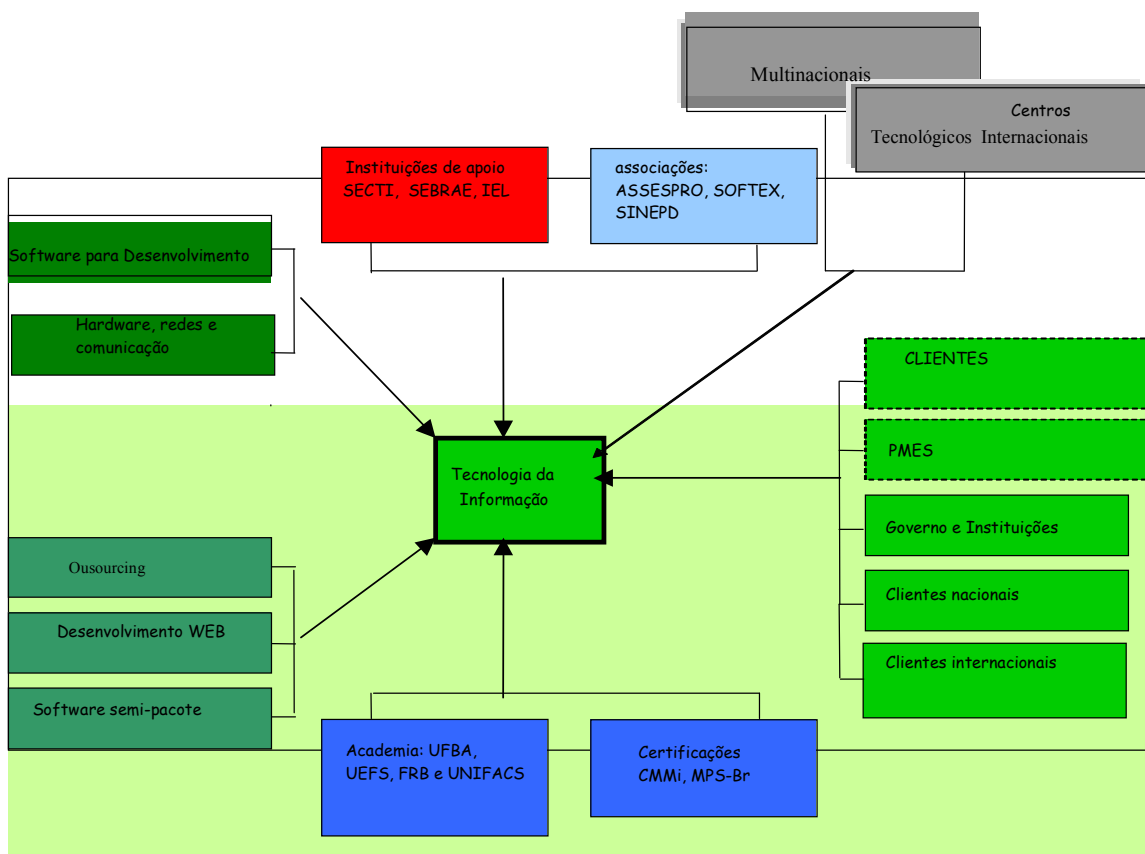 Multinacionais
Centros
Tecnológicos Internacionais
Instituições de apoio
SECTI, SEBRAE, IEL
associações:
ASSESPRO, SOFTEX,
SINEPD
Software para Desenvolvimento
Hardware, redes e
comunicação
CLIENTES
PMES
Tecnologia da
Informação
Governo e Instituições
Ousourcing
Clientes nacionais
Desenvolvimento WEB
Clientes internacionais
Software semi-pacote
Academia: UFBA,
UEFS, FRB e UNIFACS
Certificações
CMMi, MPS-Br